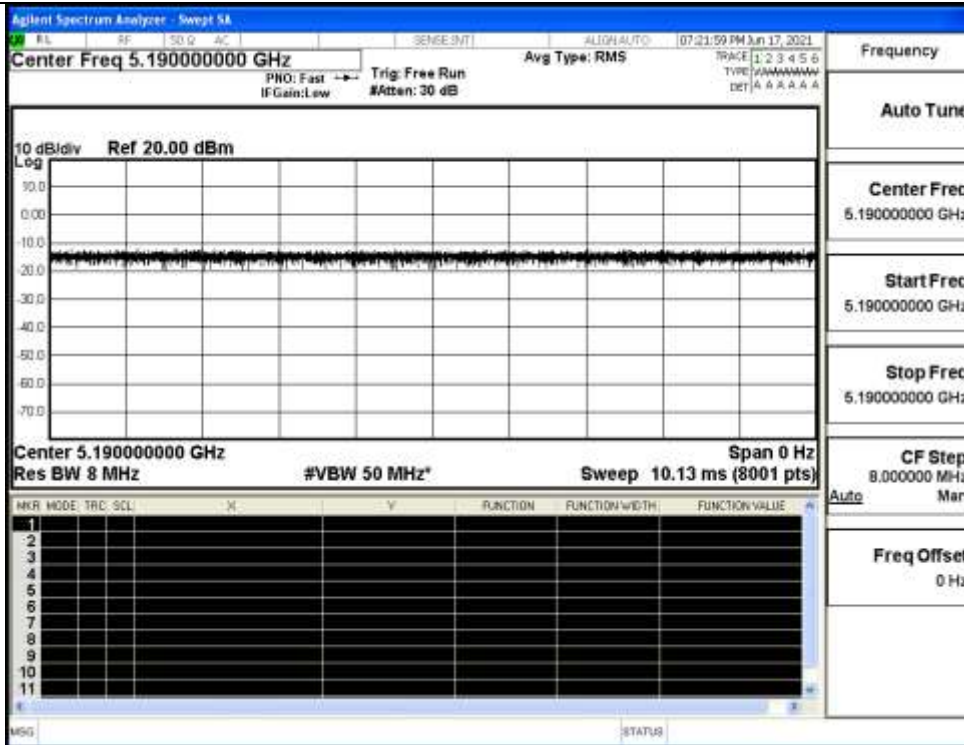 Agilent Spectrum Analyzer - Swept SA
RL RF 50 Ω AC SENSE:INT ALIGN AUTO 07:21:59 PM Jun 17, 2021
Center Freq 5.190000000 GHz
Avg Type: RMS
TRACE 1 2 3 4 5 6
PNO: Fast
Trig: Free Run
TYPE
IFGain:Low
#Atten: 30 dB
DET A A A A A A
10 dB/div Ref 20.00 dBm
Log
10.0
0.00
-10.0
-20.0
-30.0
-40.0
-50.0
-60.0
-70.0
Center 5.190000000 GHz Span 0 Hz
Res BW 8 MHz #VBW 50 MHz* Sweep 10.13 ms (8001 pts)
MKR MODE TRC SCL X Y FUNCTION FUNCTION WIDTH FUNCTION VALUE
1
2
3
4
5
6
7
8
9
10
11
MSG STATUS
Frequency
Auto Tune
Center Freq
5.190000000 GHz
Start Freq
5.190000000 GHz
Stop Freq
5.190000000 GHz
CF Step
8.000000 MHz
Auto Man
Freq Offset
0 Hz